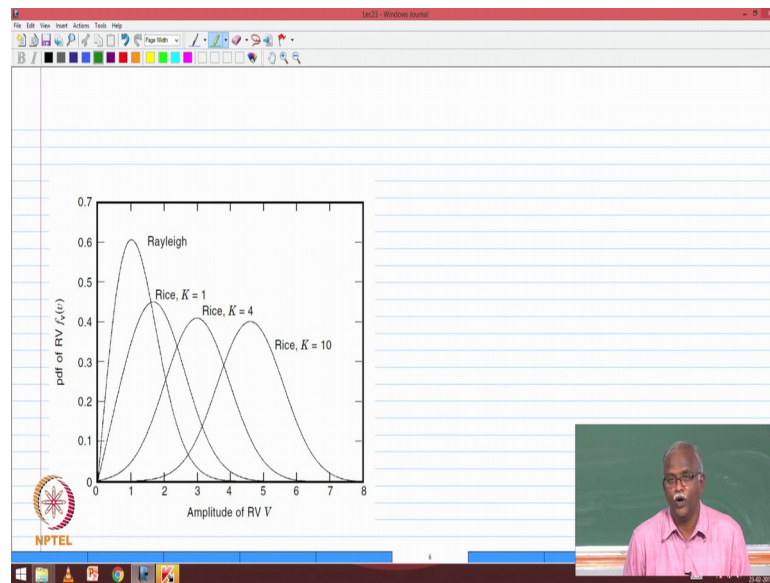 Lec23 - Windows Journal
File Edit View Insert Actions Tools Help
Page Width
B I
0.7
0.6
0.5
0.4
0.3
0.2
0.1
0
pdf of RV fv(v)
Rayleigh
Rice, K = 1
Rice, K = 4
Rice, K = 10
0 1 2 3 4 5 6 7 8
Amplitude of RV V
NPTEL
6